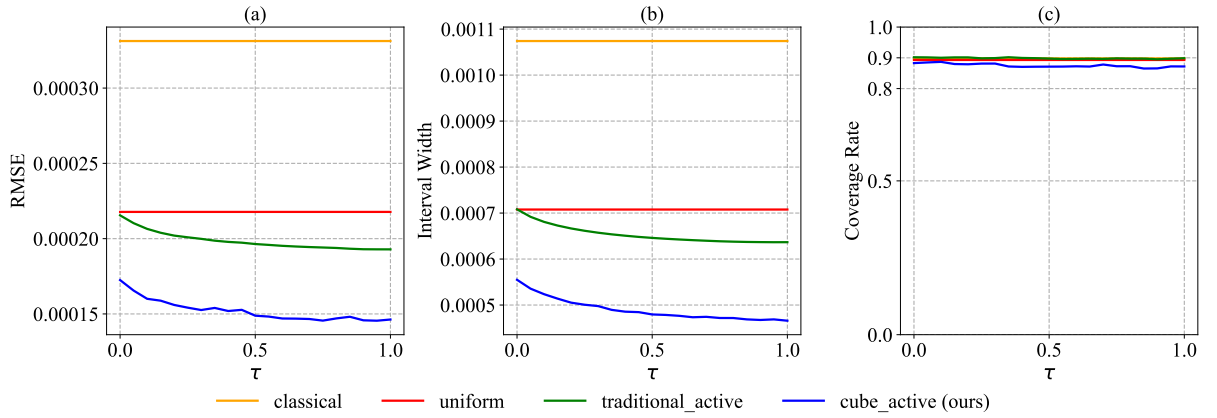 (a)
RMSE
0.00030
0.00025
0.00020
0.00015
0.0
0.5
1.0
τ
(b)
Interval Width
0.0011
0.0010
0.0009
0.0008
0.0007
0.0006
0.0005
0.0
0.5
1.0
τ
(c)
Coverage Rate
1.0
0.9
0.8
0.5
0.0
0.0
0.5
1.0
τ
classical
uniform
traditional_active
cube_active (ours)